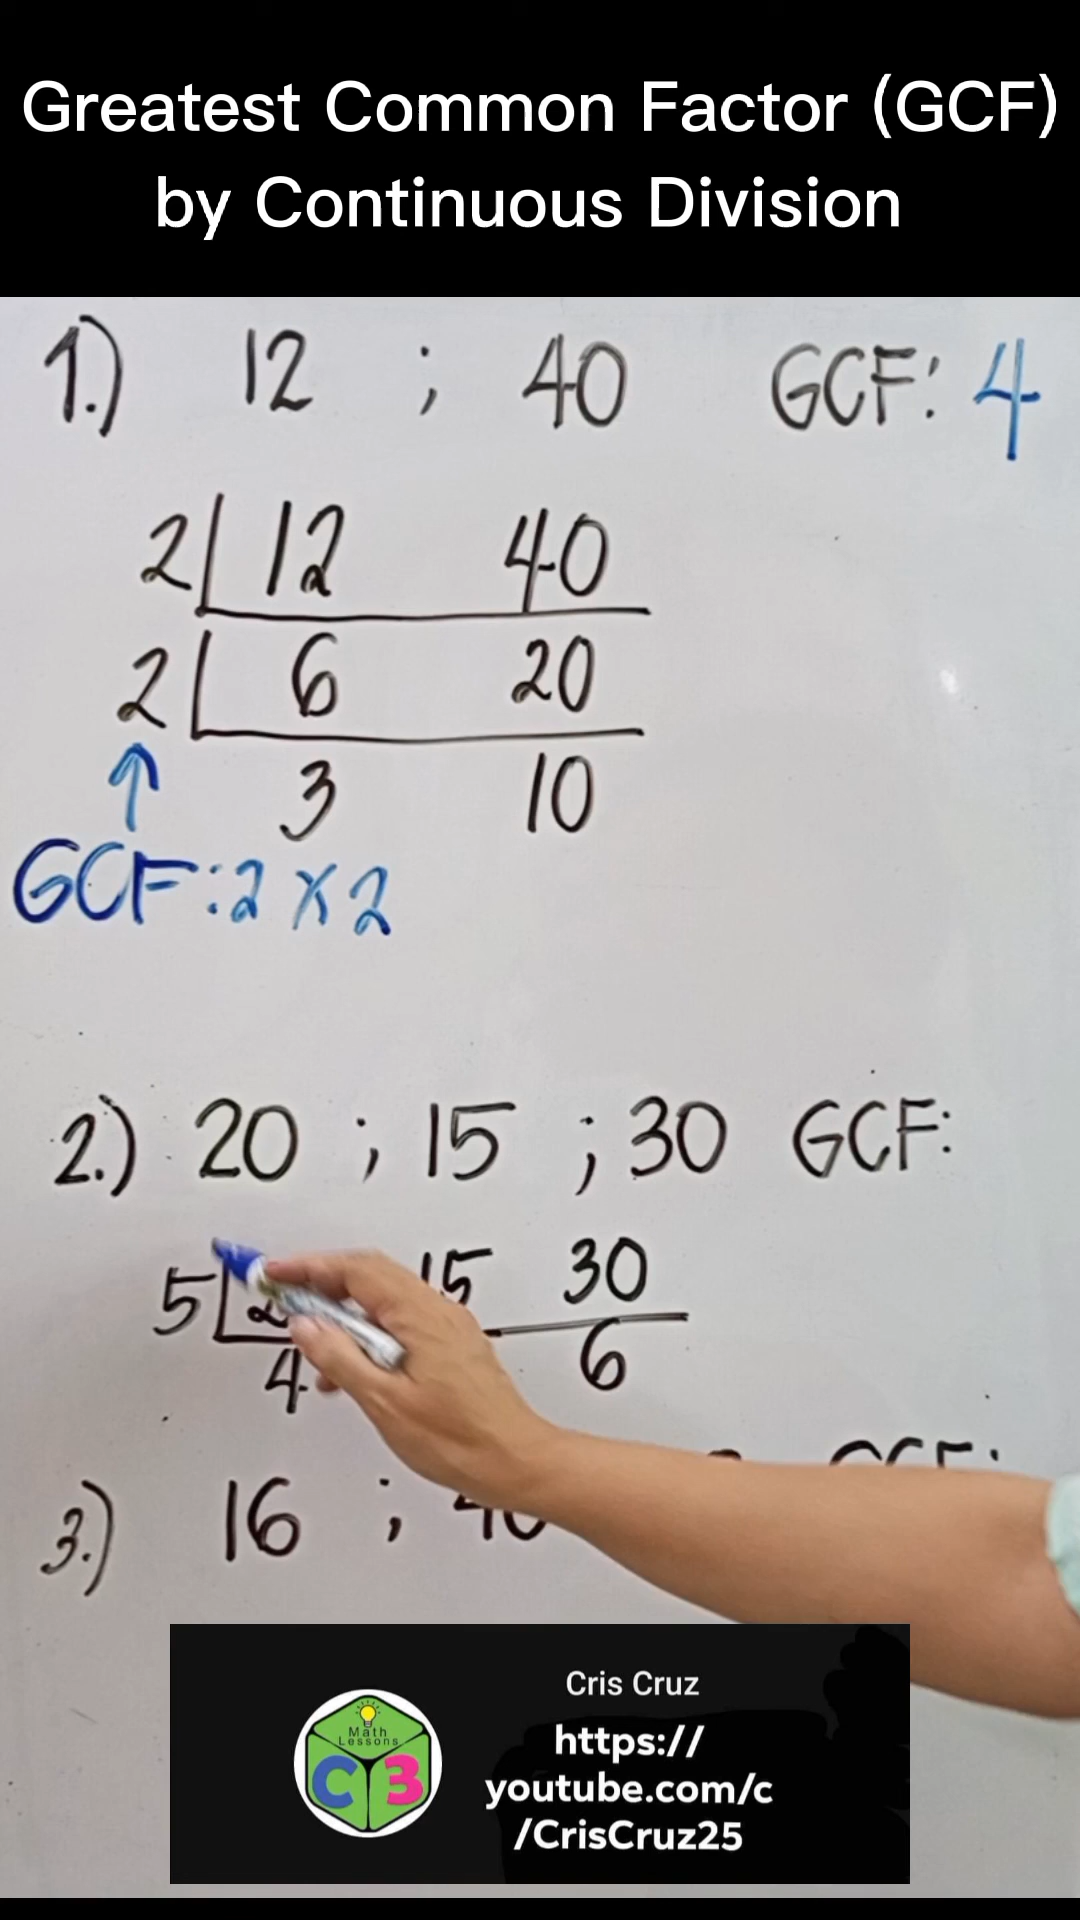 Greatest Common Factor (GCF)
by Continuous Division
1.) 12 ; 40 GCF: 4
2 12 40
2 6 20
3 10
GCF: 2 x 2
2.) 20 ; 15 ; 30 GCF:
5 15 30
4 6
3.) 16 ;
Math
Lessons
C3
Cris Cruz
https://
youtube.com/c
/CrisCruz25